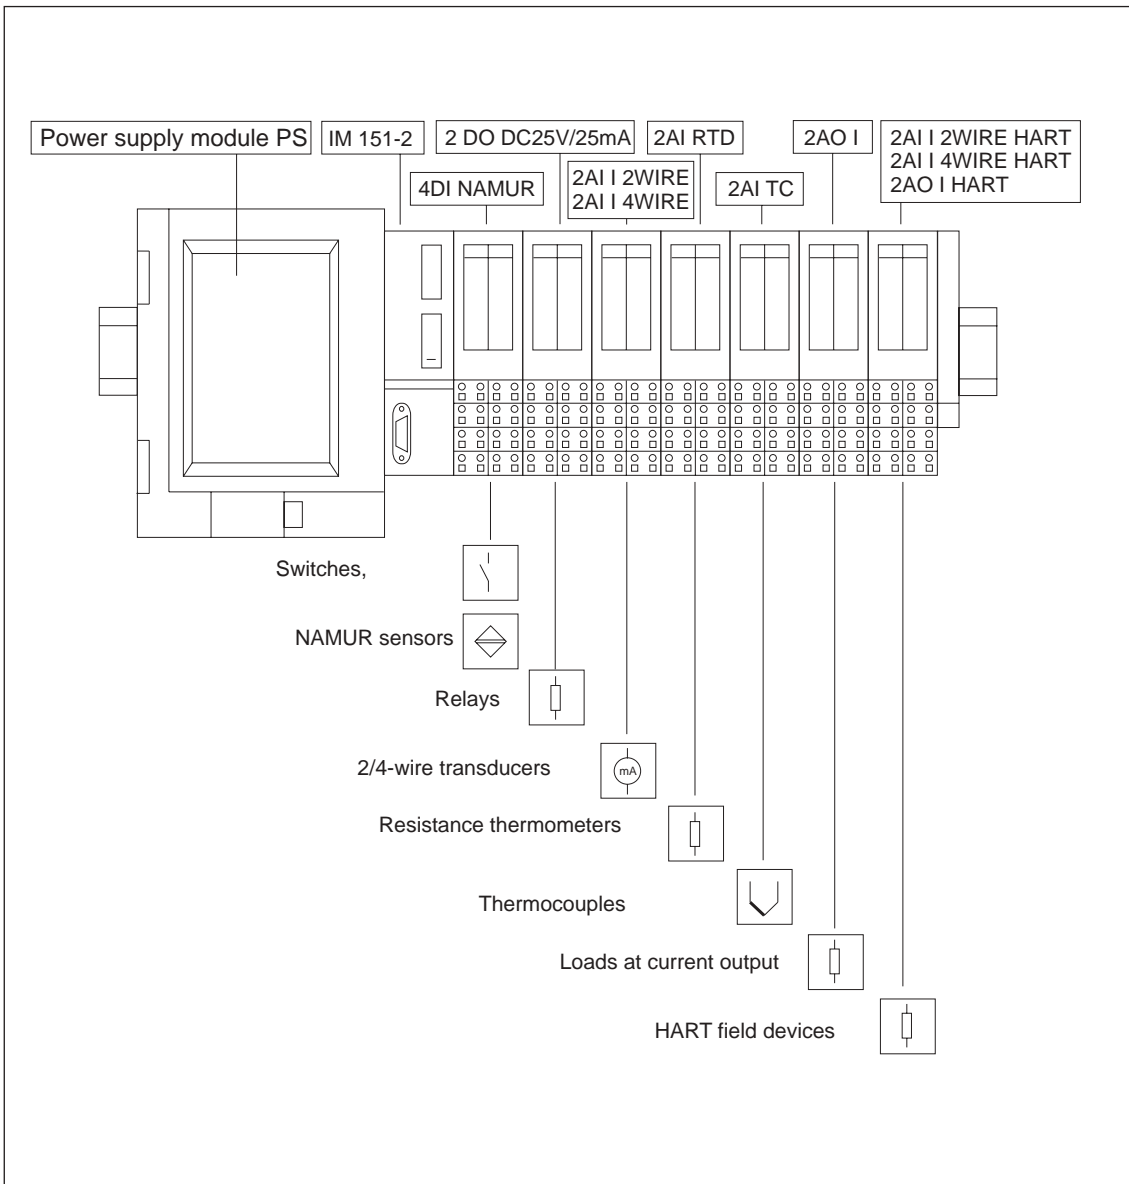 Power supply module PS
IM 151-2
2 DO DC25V/25mA
2AI RTD
2AO I
2AI I 2WIRE HART
2AI I 4WIRE HART
2AO I HART
4DI NAMUR
2AI I 2WIRE
2AI I 4WIRE
2AI TC
Switches,
NAMUR sensors
Relays
2/4-wire transducers
mA
Resistance thermometers
Thermocouples
Loads at current output
HART field devices